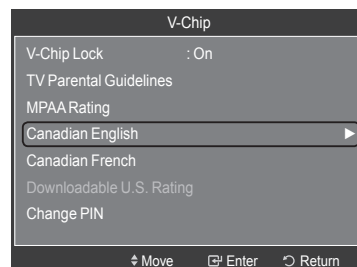 V-Chip
V-Chip Lock : On
TV Parental Guidelines
MPAA Rating
Canadian English
Canadian French
Downloadable U.S. Rating
Change PIN
Move Enter Return